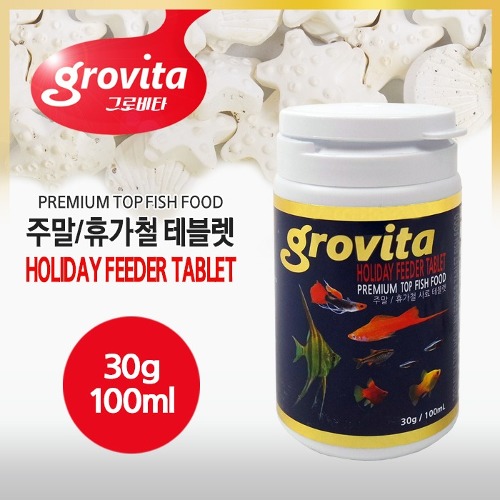 grovita
그로비타
PREMIUM TOP FISH FOOD
주말/휴가철 테블렛
HOLIDAY FEEDER TABLET
30g
100ml
grovita
HOLIDAY FEEDER TABLET
PREMIUM TOP FISH FOOD
주말 / 휴가철 사료 테블렛
30g / 100mL